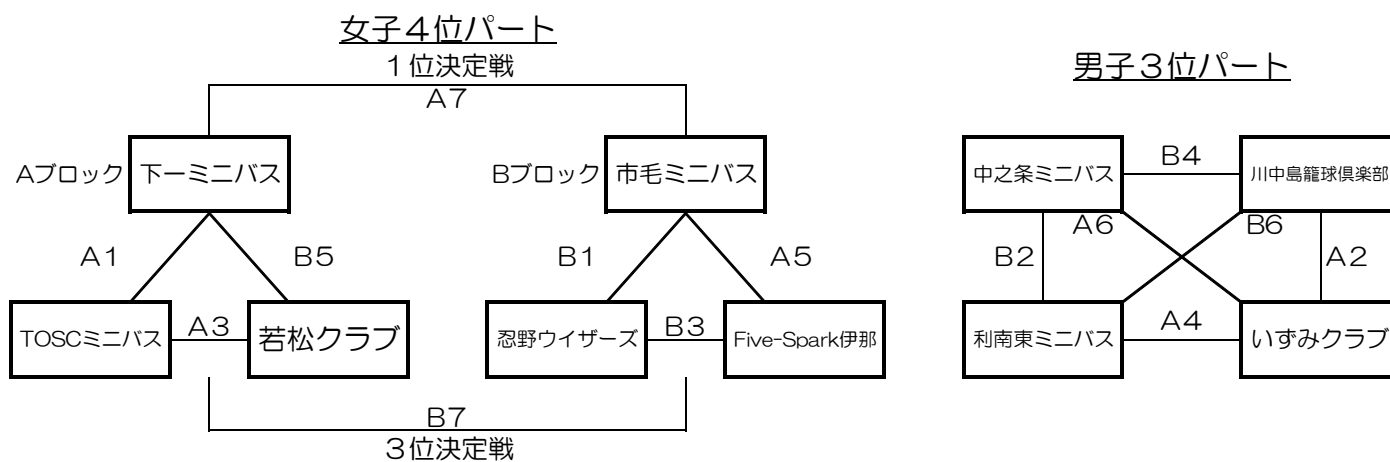 女子４位パート
１位決定戦
A7
Aブロック
下一ミニバス
Bブロック
市毛ミニバス
A1
B5
B1
A5
TOSCミニバス
A3
若松クラブ
忍野ウイザーズ
B3
Five-Spark伊那
B7
３位決定戦
男子３位パート
中之条ミニバス
B4
川中島籠球倶楽部
A6
B6
B2
A2
利南東ミニバス
A4
いずみクラブ